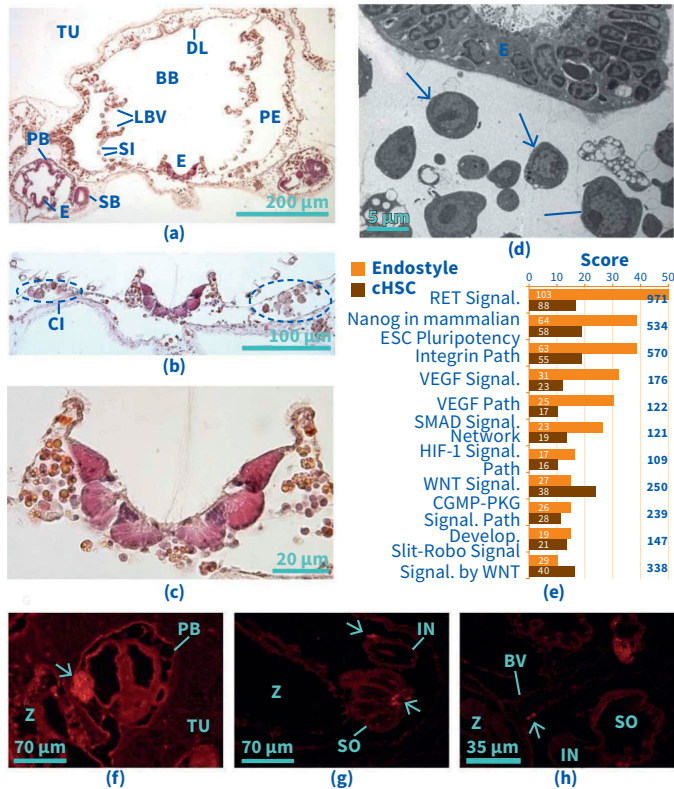 TU
DL
BB
LBV
PE
PB
SI
E
SB
E
200 µm
(a)
CI
100 µm
(b)
20 µm
(c)
E
5 µm
(d)
Score
Endostyle
cHSC
0 10 20 30 40 50
RET Signal. 103 88 971
Nanog in mammalian 64 58 534
ESC Pluripotency
Integrin Path 63 55 570
VEGF Signal. 31 23 176
VEGF Path 25 17 122
SMAD Signal. 23 19 121
Network
HIF-1 Signal. 17 16 109
Path
WNT Signal. 27 38 250
CGMP-PKG 26 28 239
Signal. Path
Develop. 19 21 147
Slit-Robo Signal
Signal. by WNT 29 40 338
(e)
PB
Z
TU
70 µm
(f)
IN
Z
SO
70 µm
(g)
BV
Z
SO
IN
35 µm
(h)